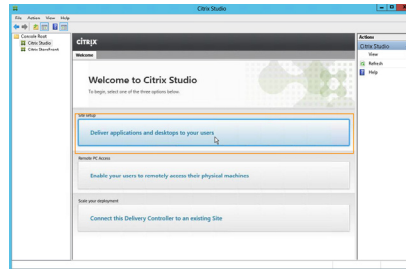 Citrix Studio
File Action View Help
Console Root
Citrix Studio
Citrix StoreFront
CITRIX
Welcome
Welcome to Citrix Studio
To begin, select one of the three options below.
Site setup
Deliver applications and desktops to your users
Remote PC Access
Enable your users to remotely access their physical machines
Scale your deployment
Connect this Delivery Controller to an existing Site
Actions
Citrix Studio
View
Refresh
Help